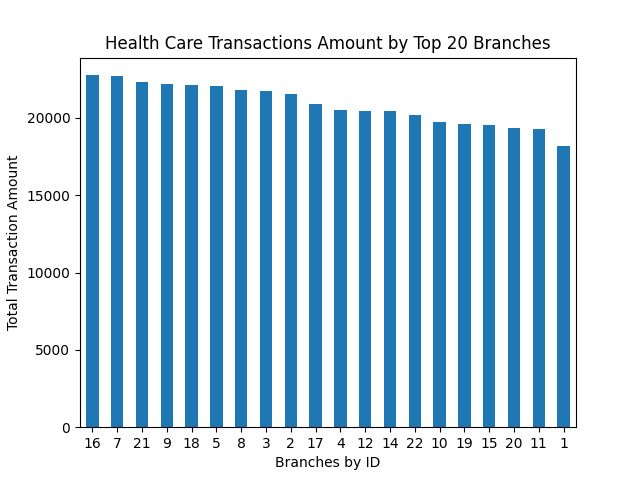 Health Care Transactions Amount by Top 20 Branches
Total Transaction Amount
20000
15000
10000
5000
0
16 7 21 9 18 5 8 3 2 17 4 12 14 22 10 19 15 20 11 1
Branches by ID